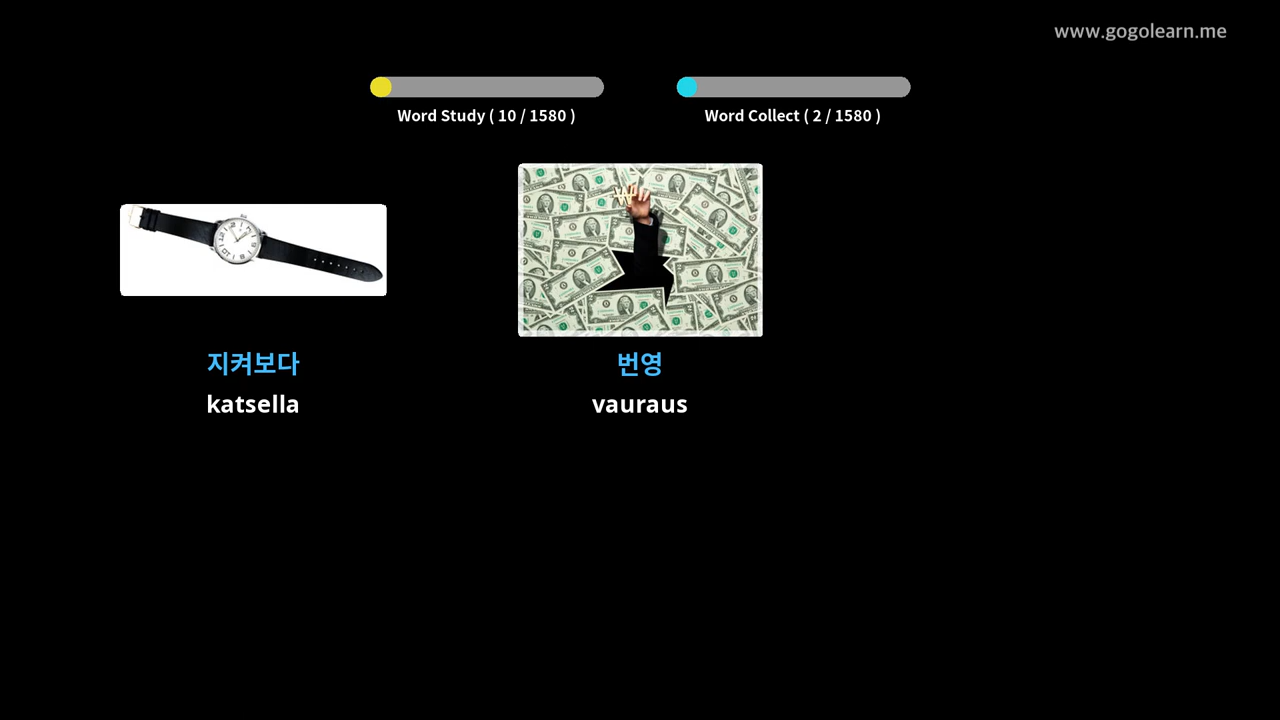 www.gogolearn.me
Word Study ( 10 / 1580 )
Word Collect ( 2 / 1580 )
지켜보다
katsella
번영
vauraus